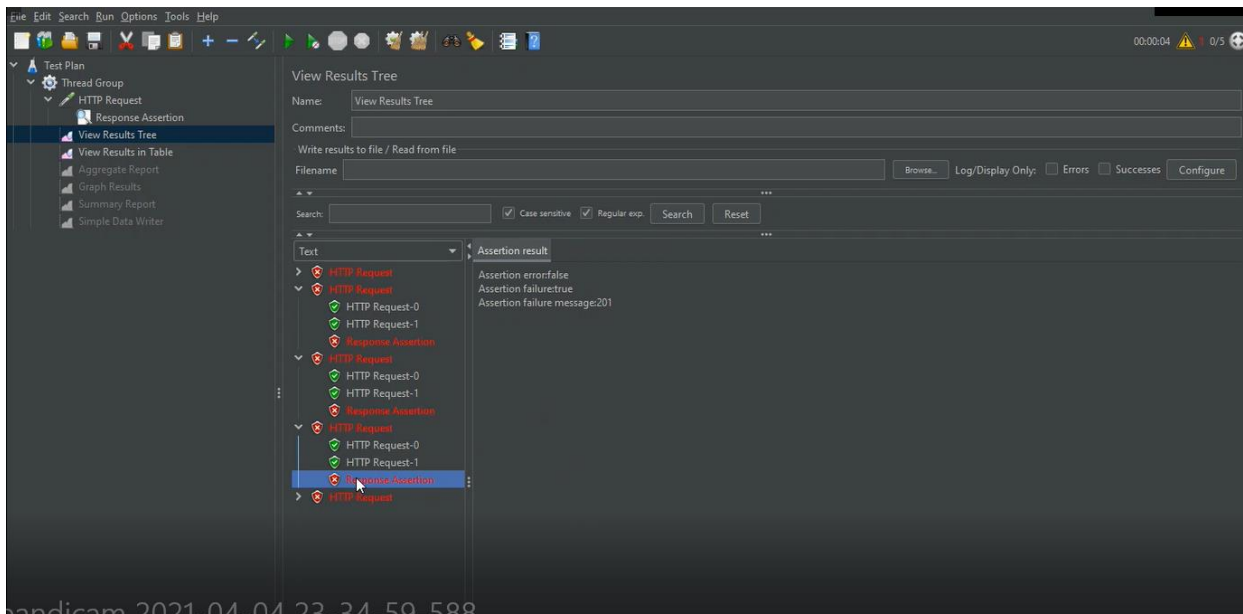 File Edit Search Run Options Tools Help
00:00:04 1 0/5
Test Plan
Thread Group
HTTP Request
Response Assertion
View Results Tree
View Results in Table
Aggregate Report
Graph Results
Summary Report
Simple Data Writer
View Results Tree
Name: View Results Tree
Comments:
Write results to file / Read from file
Filename Browse... Log/Display Only: Errors Successes Configure
Search: Case sensitive Regular exp. Search Reset
Text
HTTP Request
HTTP Request
HTTP Request-0
HTTP Request-1
Response Assertion
HTTP Request
HTTP Request-0
HTTP Request-1
Response Assertion
HTTP Request
HTTP Request-0
HTTP Request-1
Response Assertion
HTTP Request
Assertion result
Assertion error:false
Assertion failure:true
Assertion failure message:201
bandicam 2021-04-04 23-34-59-588